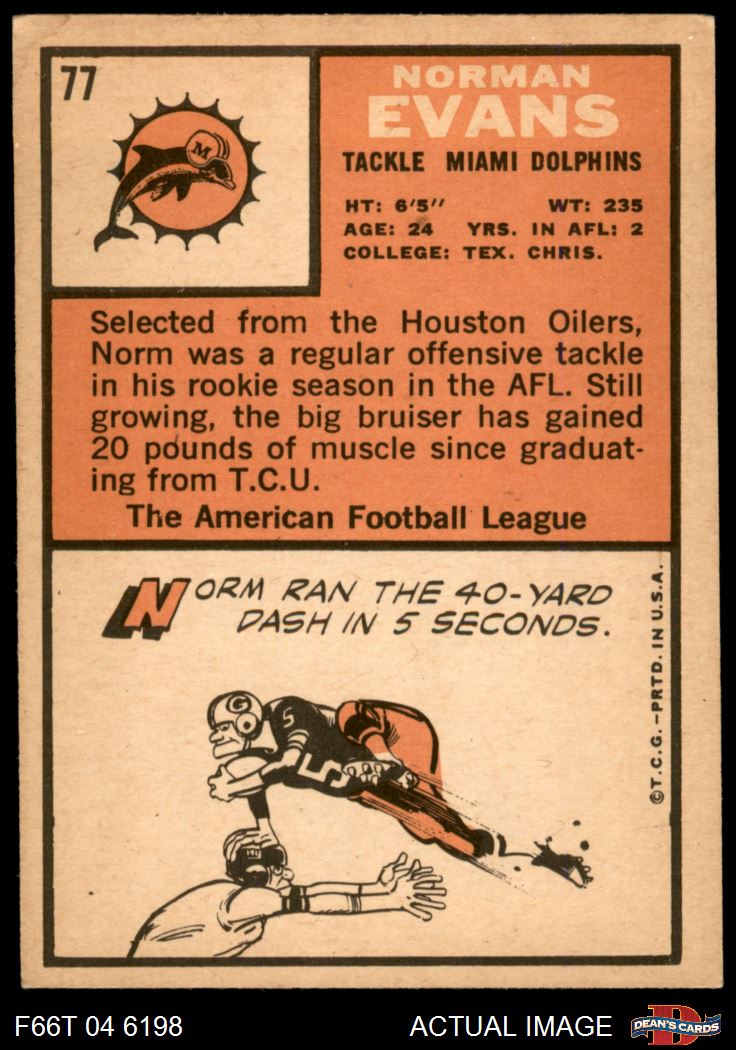 77
M
NORMAN
EVANS
TACKLE MIAMI DOLPHINS
HT: 6'5'' WT: 235
AGE: 24 YRS. IN AFL: 2
COLLEGE: TEX. CHRIS.
Selected from the Houston Oilers,
Norm was a regular offensive tackle
in his rookie season in the AFL. Still
growing, the big bruiser has gained
20 pounds of muscle since graduat-
ing from T.C.U.
The American Football League
NORM RAN THE 40-YARD
DASH IN 5 SECONDS.
G
5
5
©T.C.G.–PRTD. IN U.S.A.
F66T 04 6198 ACTUAL IMAGE
D
DEAN'S CARDS